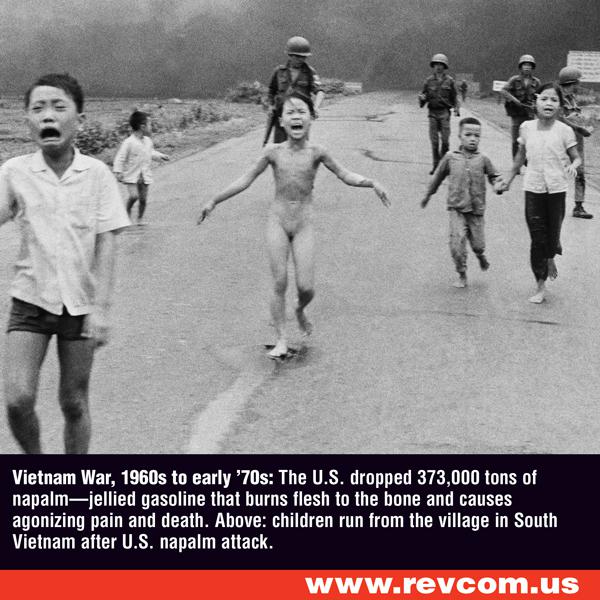 Vietnam War, 1960s to early ’70s: The U.S. dropped 373,000 tons of
napalm—jellied gasoline that burns flesh to the bone and causes
agonizing pain and death. Above: children run from the village in South
Vietnam after U.S. napalm attack.
www.revcom.us